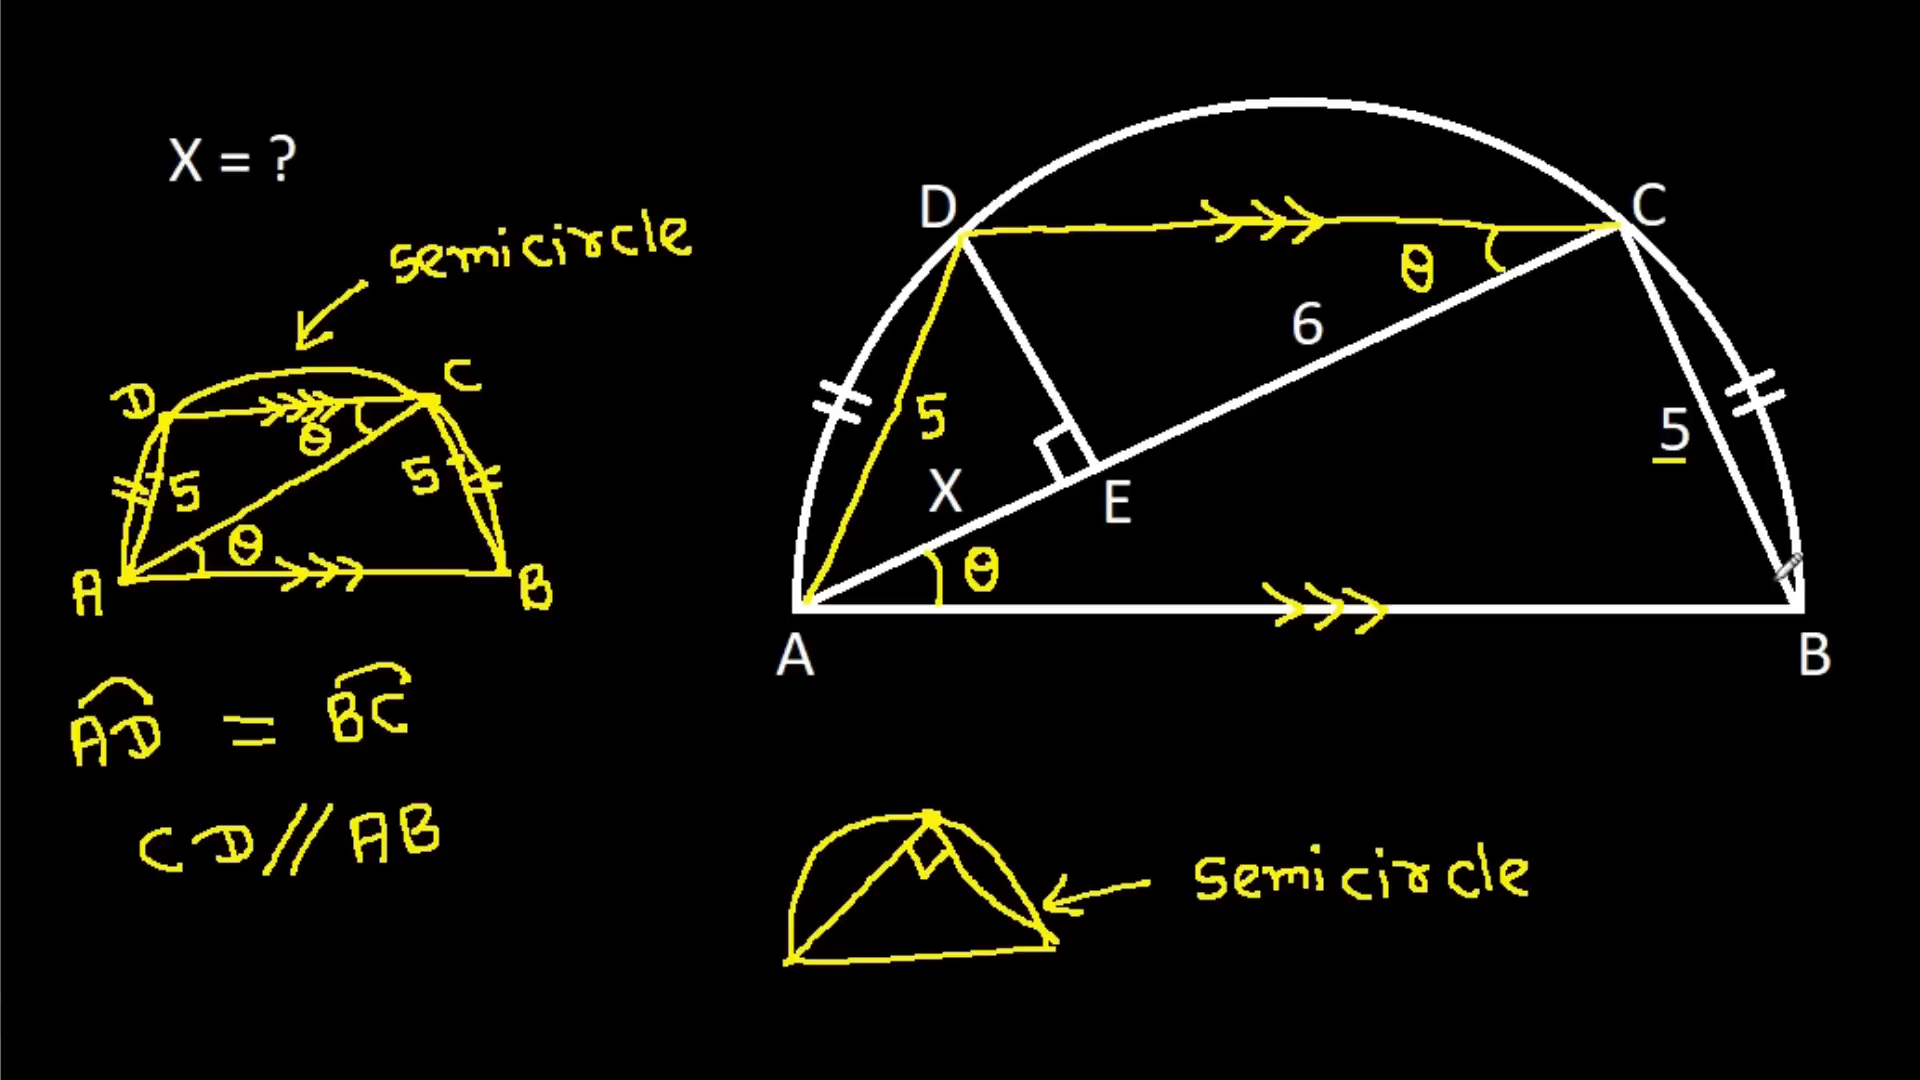 X = ?
semicircle
D C
θ
5 5
θ
A B
AD = BC
CD // AB
D C
θ
6
5 5
X E
θ
A B
semicircle